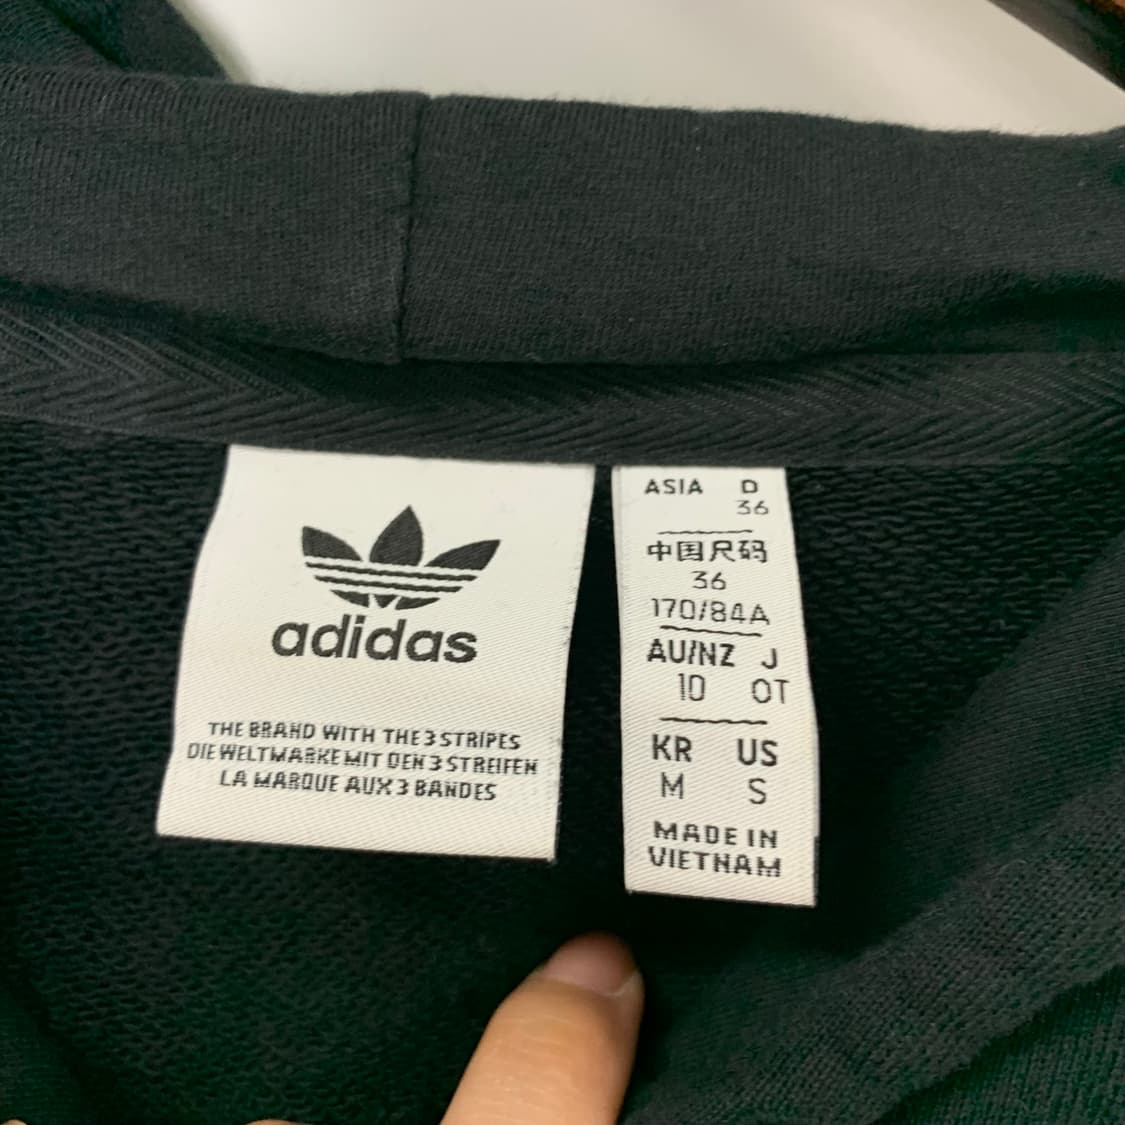 adidas
THE BRAND WITH THE 3 STRIPES
DIE WELTMARKE MIT DEN 3 STREIFEN
LA MARQUE AUX 3 BANDES
ASIA D
36
中国尺码
36
170/84A
AU/NZ J
10 OT
KR US
M S
MADE IN
VIETNAM